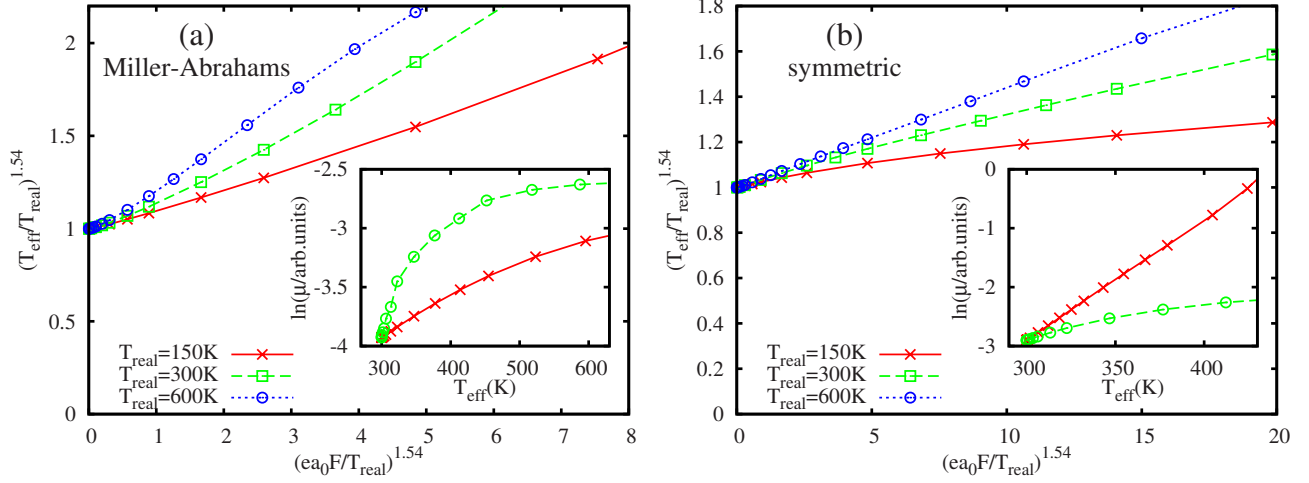 (a)
Miller-Abrahams
(T_eff/T_real)^1.54
2
1.5
1
0.5
0
0 1 2 3 4 5 6 7 8
(ea_0F/T_real)^1.54
T_real=150K
T_real=300K
T_real=600K
ln(μ/arb.units)
-2.5
-3
-3.5
-4
300 400 500 600
T_eff(K)
(b)
symmetric
(T_eff/T_real)^1.54
1.8
1.6
1.4
1.2
1.0
0.8
0.6
0.4
0.2
0
0 5 10 15 20
(ea_0F/T_real)^1.54
T_real=150K
T_real=300K
T_real=600K
ln(μ/arb.units)
0
-1
-2
-3
300 350 400
T_eff(K)